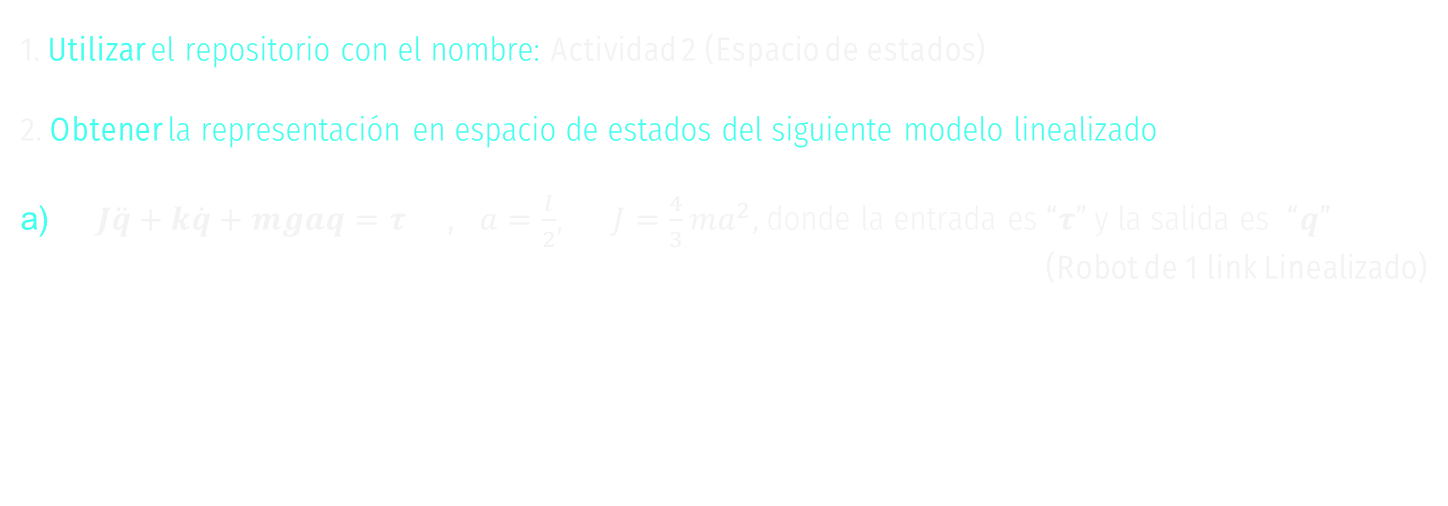 1. Utilizar el repositorio con el nombre: Actividad 2 (Espacio de estados)
2. Obtener la representación en espacio de estados del siguiente modelo linealizado
a) Jq̈ + kq̇ + mgaq = τ , a = l/2, J = 4/3 ma², donde la entrada es “τ” y la salida es “q”
(Robot de 1 link Linealizado)